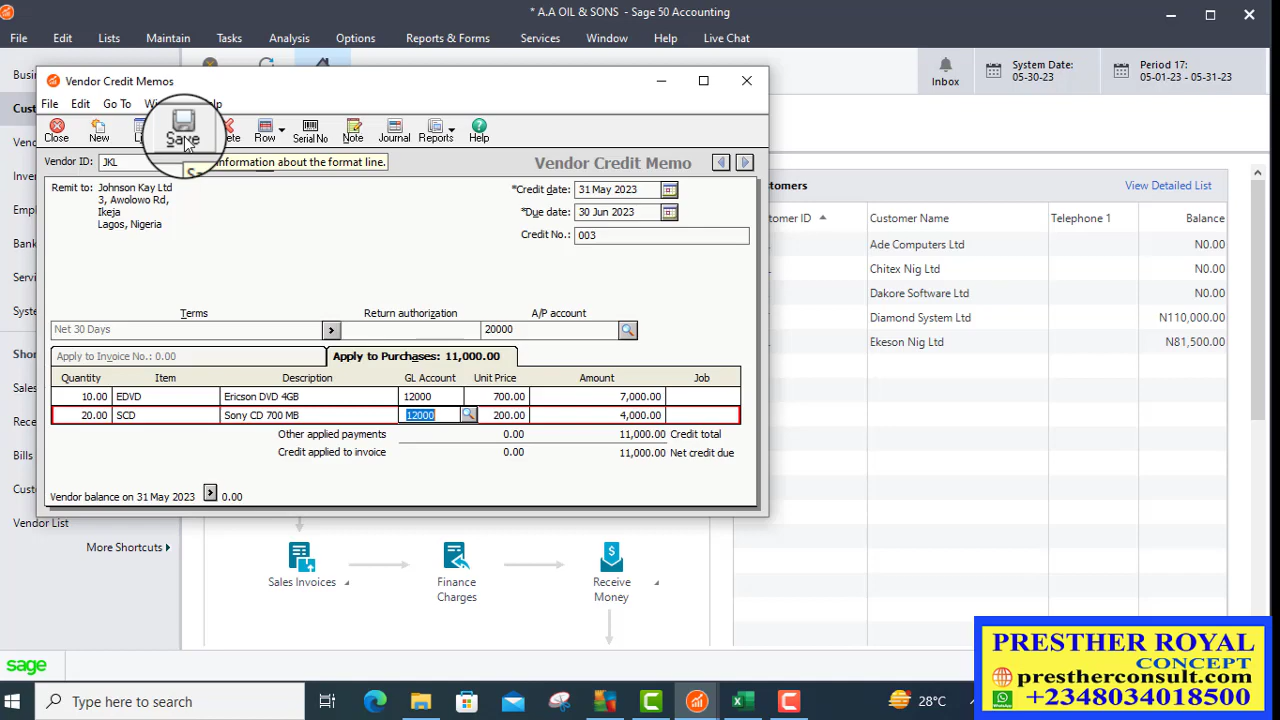 * A.A OIL & SONS - Sage 50 Accounting
File Edit Lists Maintain Tasks Analysis Options Reports & Forms Services Window Help Live Chat
Inbox
System Date:
05-30-23
Period 17:
05-01-23 - 05-31-23
Vendor Credit Memos
File Edit Go To
Close New Save Row Serial No Note Journal Reports Help
information about the format line.
Vendor ID: JKL
Vendor Credit Memo
Remit to: Johnson Kay Ltd
3, Awolowo Rd,
Ikeja
Lagos, Nigeria
*Credit date: 31 May 2023
*Due date: 30 Jun 2023
Credit No.: 003
Terms Return authorization A/P account
Net 30 Days 20000
Apply to Invoice No.: 0.00 Apply to Purchases: 11,000.00
Quantity Item Description GL Account Unit Price Amount Job
10.00 EDVD Ericson DVD 4GB 12000 700.00 7,000.00
20.00 SCD Sony CD 700 MB 12000 200.00 4,000.00
Other applied payments 0.00 11,000.00 Credit total
Credit applied to invoice 0.00 11,000.00 Net credit due
Vendor balance on 31 May 2023 0.00
Vendor List
More Shortcuts
Sales Invoices
Finance
Charges
Receive
Money
View Detailed List
Customer Name Telephone 1 Balance
Ade Computers Ltd N0.00
Chitex Nig Ltd N0.00
Dakore Software Ltd N0.00
Diamond System Ltd N110,000.00
Ekeson Nig Ltd N81,500.00
sage
Type here to search
28°C
PRESTHER ROYAL
CONCEPT
prestherconsult.com
+2348034018500